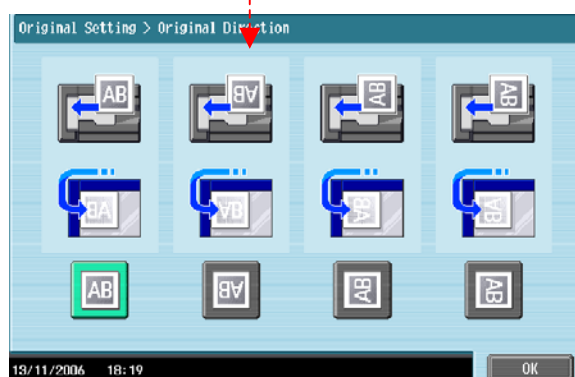 Original Setting > Original Direction
AB AB AB AB
AB AB AB AB
AB AB AB AB
13/11/2006 18:19 OK